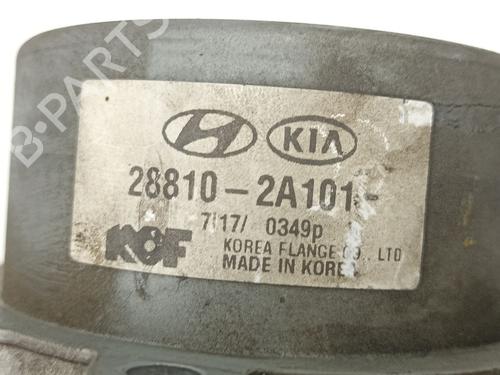 B-PARTS
KIA
28810-2A101-
7/17/ 0349p
KOF KOREA FLANGE CO., LTD
MADE IN KOREA